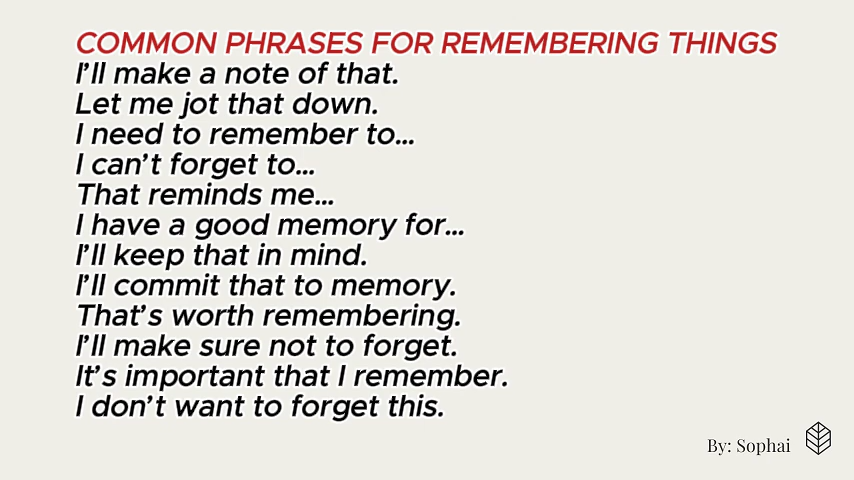 COMMON PHRASES FOR REMEMBERING THINGS
I’ll make a note of that.
Let me jot that down.
I need to remember to...
I can’t forget to...
That reminds me...
I have a good memory for...
I’ll keep that in mind.
I’ll commit that to memory.
That’s worth remembering.
I’ll make sure not to forget.
It’s important that I remember.
I don’t want to forget this.
By: Sophai